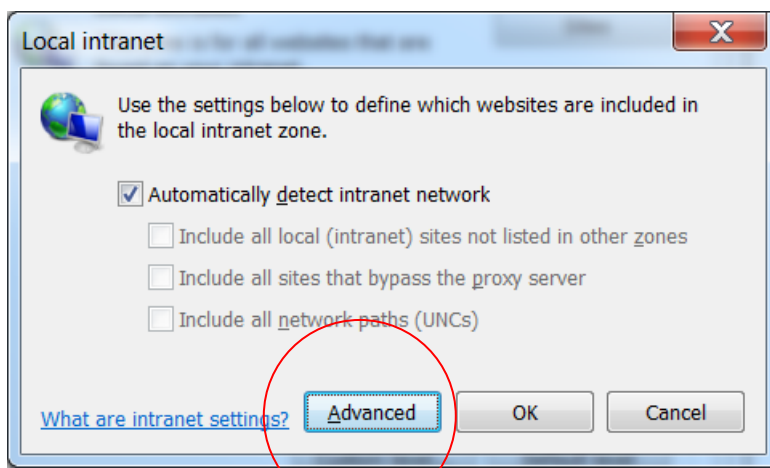 Local intranet
Use the settings below to define which websites are included in
the local intranet zone.
Automatically detect intranet network
Include all local (intranet) sites not listed in other zones
Include all sites that bypass the proxy server
Include all network paths (UNCs)
What are intranet settings?
Advanced
OK
Cancel